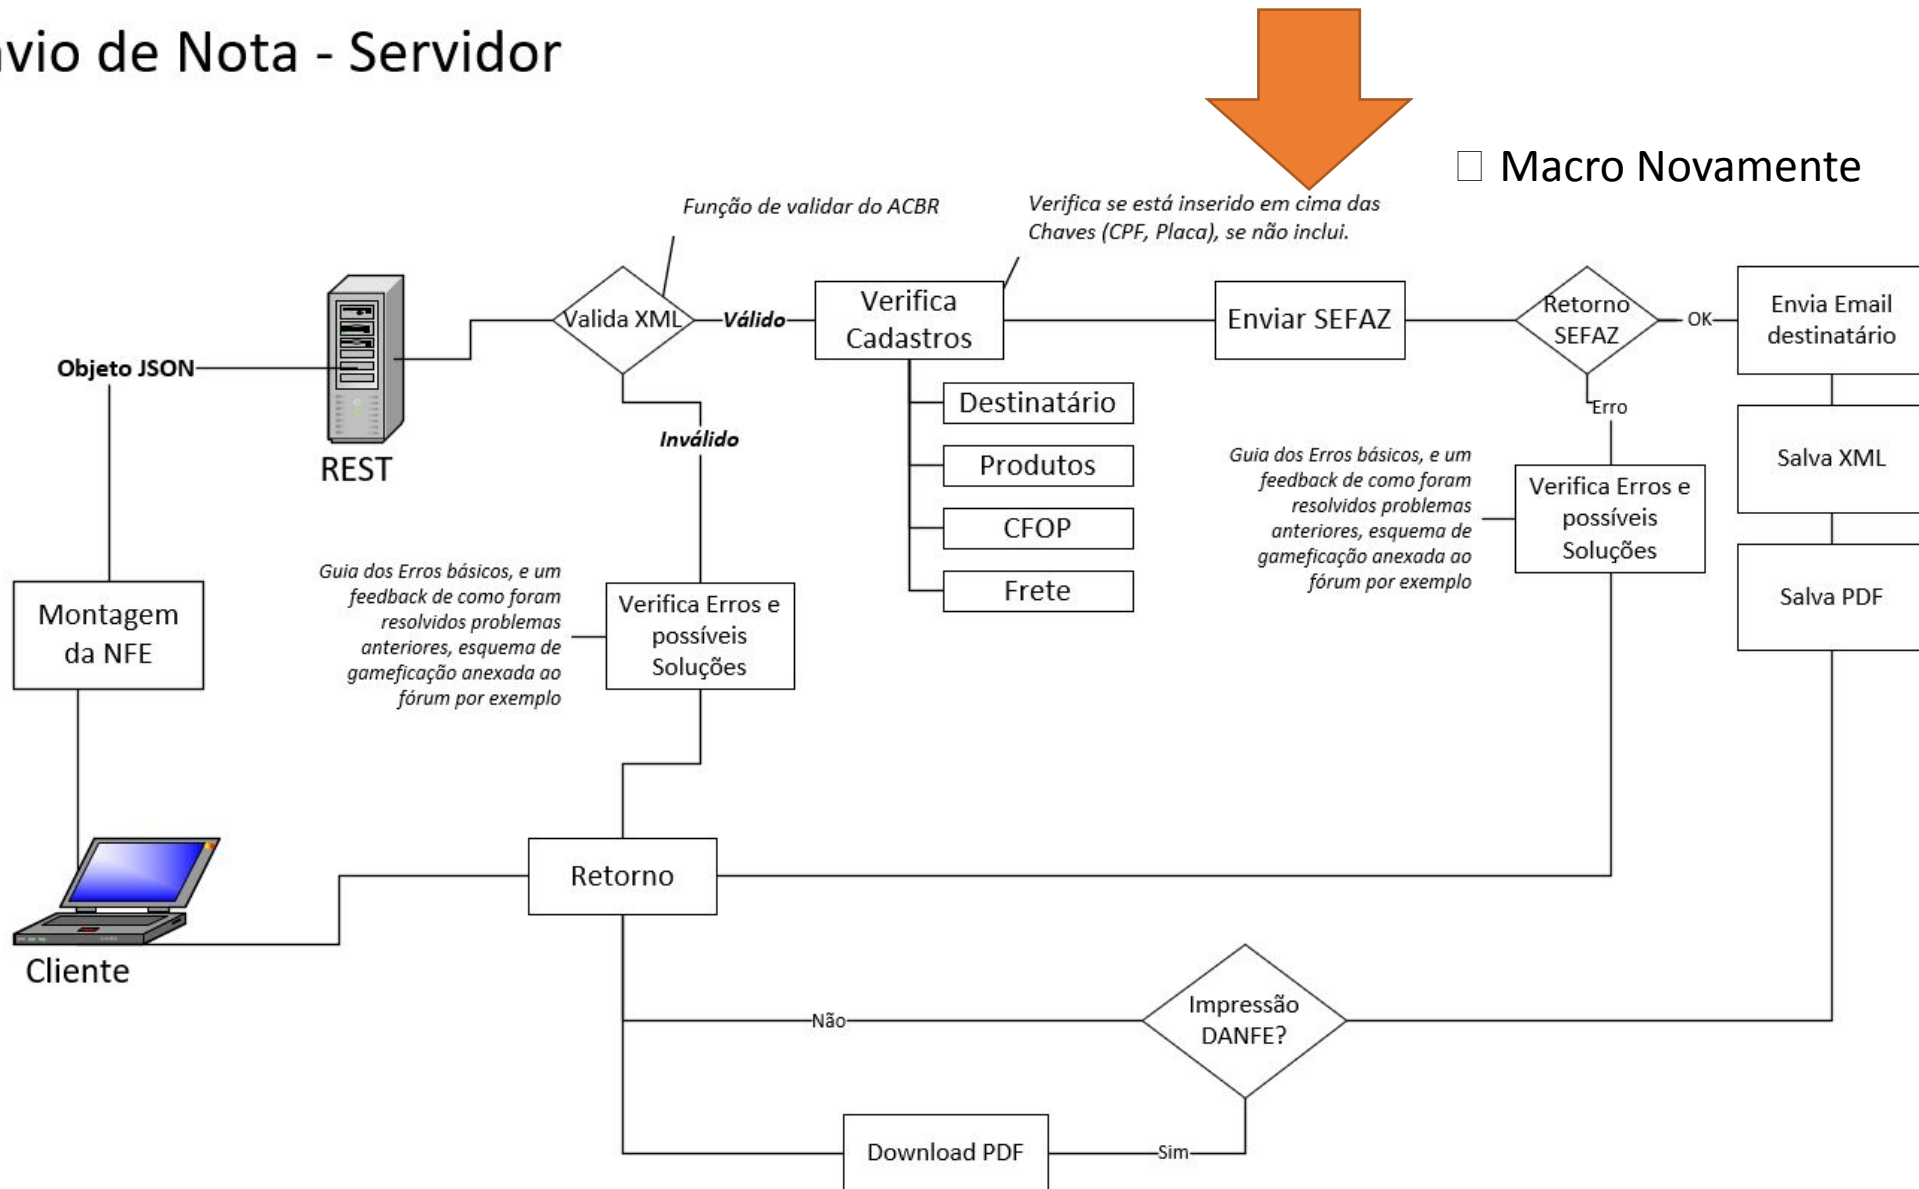 vio de Nota - Servidor
Macro Novamente
Função de validar do ACBR
Verifica se está inserido em cima das
Chaves (CPF, Placa), se não inclui.
Objeto JSON
REST
Valida XML
Válido
Verifica
Cadastros
Enviar SEFAZ
Retorno
SEFAZ
OK
Envia Email
destinatário
Destinatário
Produtos
CFOP
Frete
Inválido
Erro
Salva XML
Salva PDF
Guia dos Erros básicos, e um
feedback de como foram
resolvidos problemas
anteriores, esquema de
gameficação anexada ao
fórum por exemplo
Verifica Erros e
possíveis
Soluções
Montagem
da NFE
Guia dos Erros básicos, e um
feedback de como foram
resolvidos problemas
anteriores, esquema de
gameficação anexada ao
fórum por exemplo
Verifica Erros e
possíveis
Soluções
Retorno
Cliente
Impressão
DANFE?
Não
Download PDF
Sim